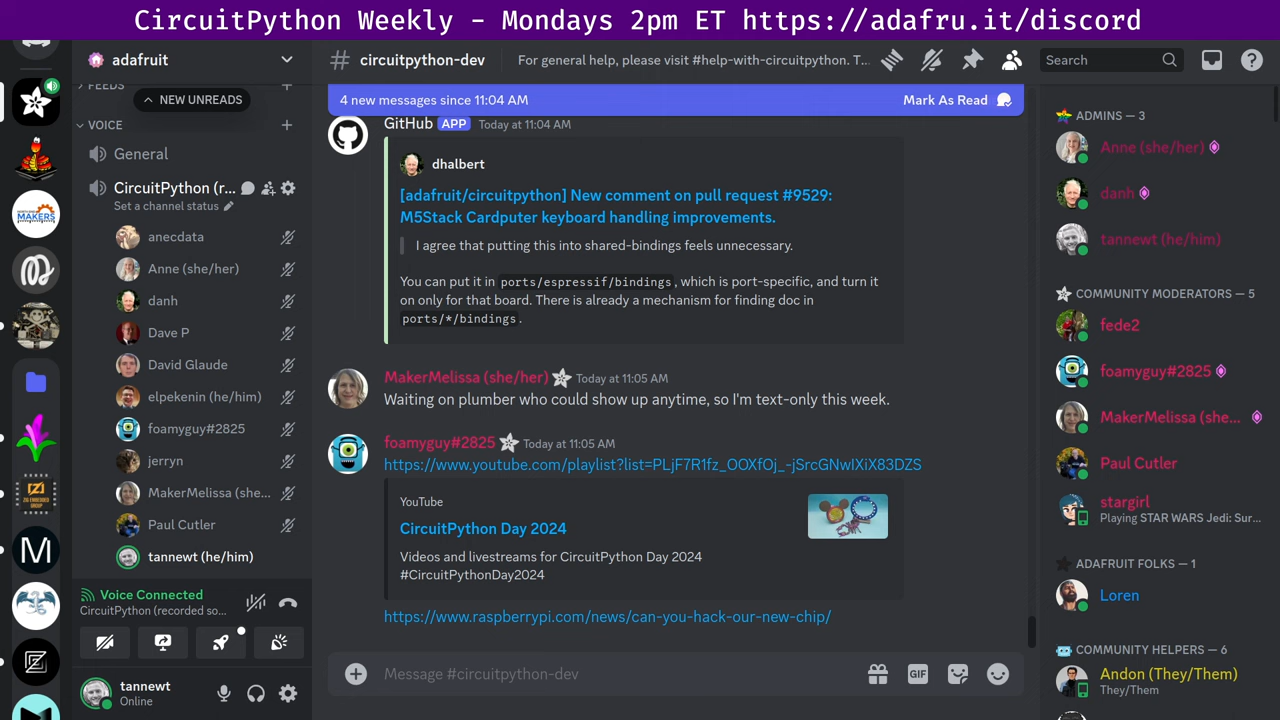 CircuitPython Weekly - Mondays 2pm ET https://adafru.it/discord
adafruit
FEEDS
NEW UNREADS
VOICE
General
CircuitPython (r...
Set a channel status
anecdata
Anne (she/her)
danh
Dave P
David Glaude
elpekenin (he/him)
foamyguy#2825
jerryn
MakerMelissa (she...
Paul Cutler
tannewt (he/him)
Voice Connected
CircuitPython (recorded so...
tannewt
Online
circuitpython-dev
For general help, please visit #help-with-circuitpython. T...
Search
4 new messages since 11:04 AM
Mark As Read
GitHub APP Today at 11:04 AM
dhalbert
[adafruit/circuitpython] New comment on pull request #9529:
M5Stack Cardputer keyboard handling improvements.
I agree that putting this into shared-bindings feels unnecessary.
You can put it in ports/espressif/bindings, which is port-specific, and turn it
on only for that board. There is already a mechanism for finding doc in
ports/*/bindings.
MakerMelissa (she/her) Today at 11:05 AM
Waiting on plumber who could show up anytime, so I'm text-only this week.
foamyguy#2825 Today at 11:05 AM
https://www.youtube.com/playlist?list=PLjF7R1fz_OOXfOj_-jSrcGNwIXiX83DZS
YouTube
CircuitPython Day 2024
Videos and livestreams for CircuitPython Day 2024
#CircuitPythonDay2024
https://www.raspberrypi.com/news/can-you-hack-our-new-chip/
Message #circuitpython-dev
GIF
ADMINS — 3
Anne (she/her)
danh
tannewt (he/him)
COMMUNITY MODERATORS — 5
fede2
foamyguy#2825
MakerMelissa (she...
Paul Cutler
stargirl
Playing STAR WARS Jedi: Sur...
ADAFRUIT FOLKS — 1
Loren
COMMUNITY HELPERS — 6
Andon (They/Them)
They/Them